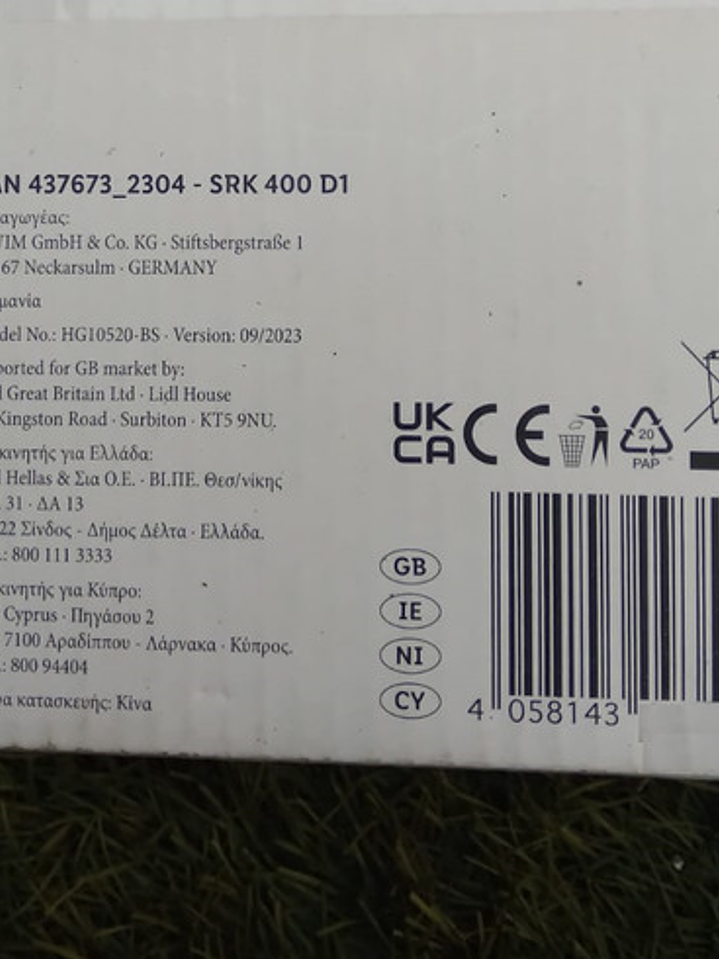 AN 437673_2304 - SRK 400 D1
αγωγέας:
WIM GmbH & Co. KG · Stiftsbergstraße 1
67 Neckarsulm · GERMANY
μανία
del No.: HG10520-BS · Version: 09/2023
ported for GB market by:
l Great Britain Ltd · Lidl House
Kingston Road · Surbiton · KT5 9NU.
κινητής για Ελλάδα:
l Hellas & Σια Ο.Ε. · ΒΙ.ΠΕ. Θεσ/νίκης
31 · ΔΑ 13
22 Σίνδος - Δήμος Δέλτα · Ελλάδα.
.: 800 111 3333
κινητής για Κύπρο:
Cyprus · Πηγάσου 2
7100 Αραδίππου - Λάρνακα · Κύπρος.
.: 800 94404
α κατασκευής: Κίνα
UK
CA CE
20
PAP
GB
IE
NI
CY
4 058143